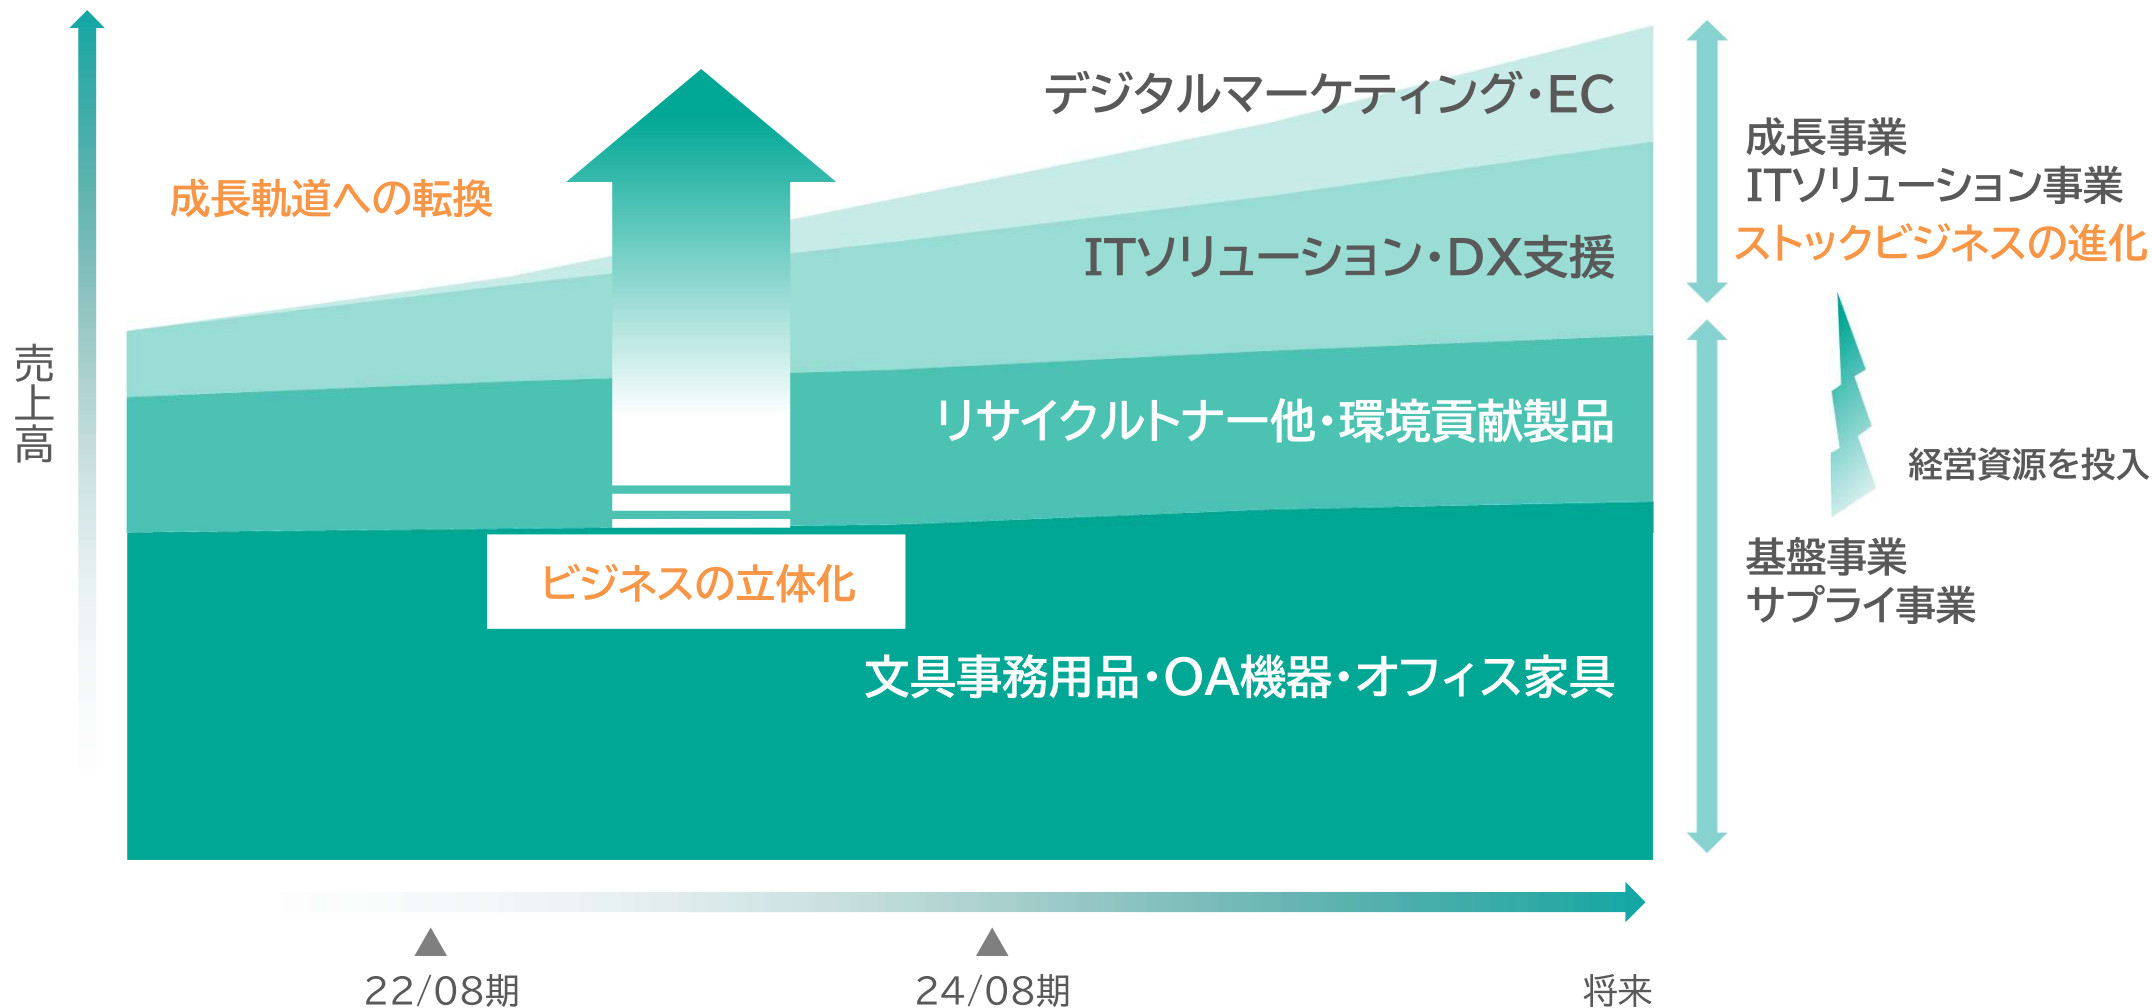 売上高
成長軌道への転換
デジタルマーケティング・EC
ITソリューション・DX支援
リサイクルトナー他・環境貢献製品
ビジネスの立体化
文具事務用品・OA機器・オフィス家具
成長事業
ITソリューション事業
ストックビジネスの進化
経営資源を投入
基盤事業
サプライ事業
22/08期
24/08期
将来